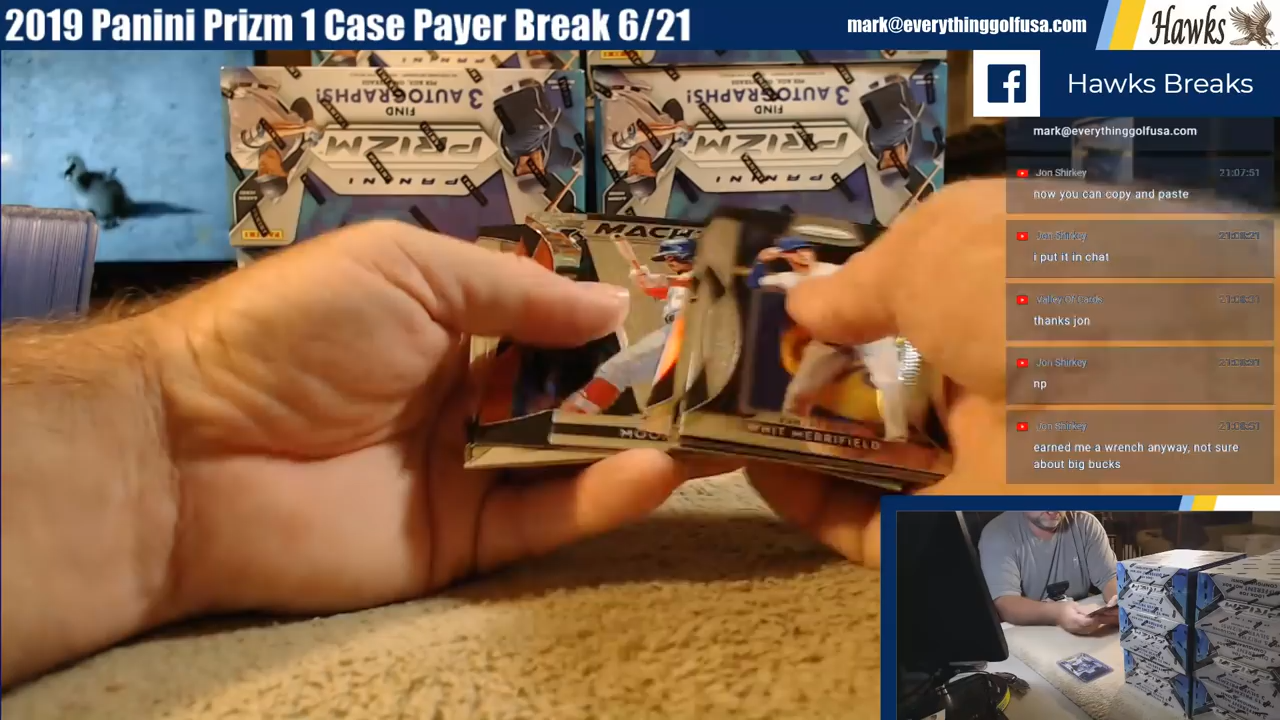 2019 Panini Prizm 1 Case Payer Break 6/21
mark@everythinggolfusa.com
Hawks
Hawks Breaks
mark@everythinggolfusa.com
Jon Shirkey 21:07:51
now you can copy and paste
Jon Shirkey
i put it in chat
Valley Of Cards
thanks jon
Jon Shirkey
np
Jon Shirkey
earned me a wrench anyway, not sure
about big bucks
3 AUTOGRAPHS!
FIND
PRIZM
PANINI
3 AUTOGRAPHS!
FIND
PRIZM
PANINI
WHIT MERRIFIELD